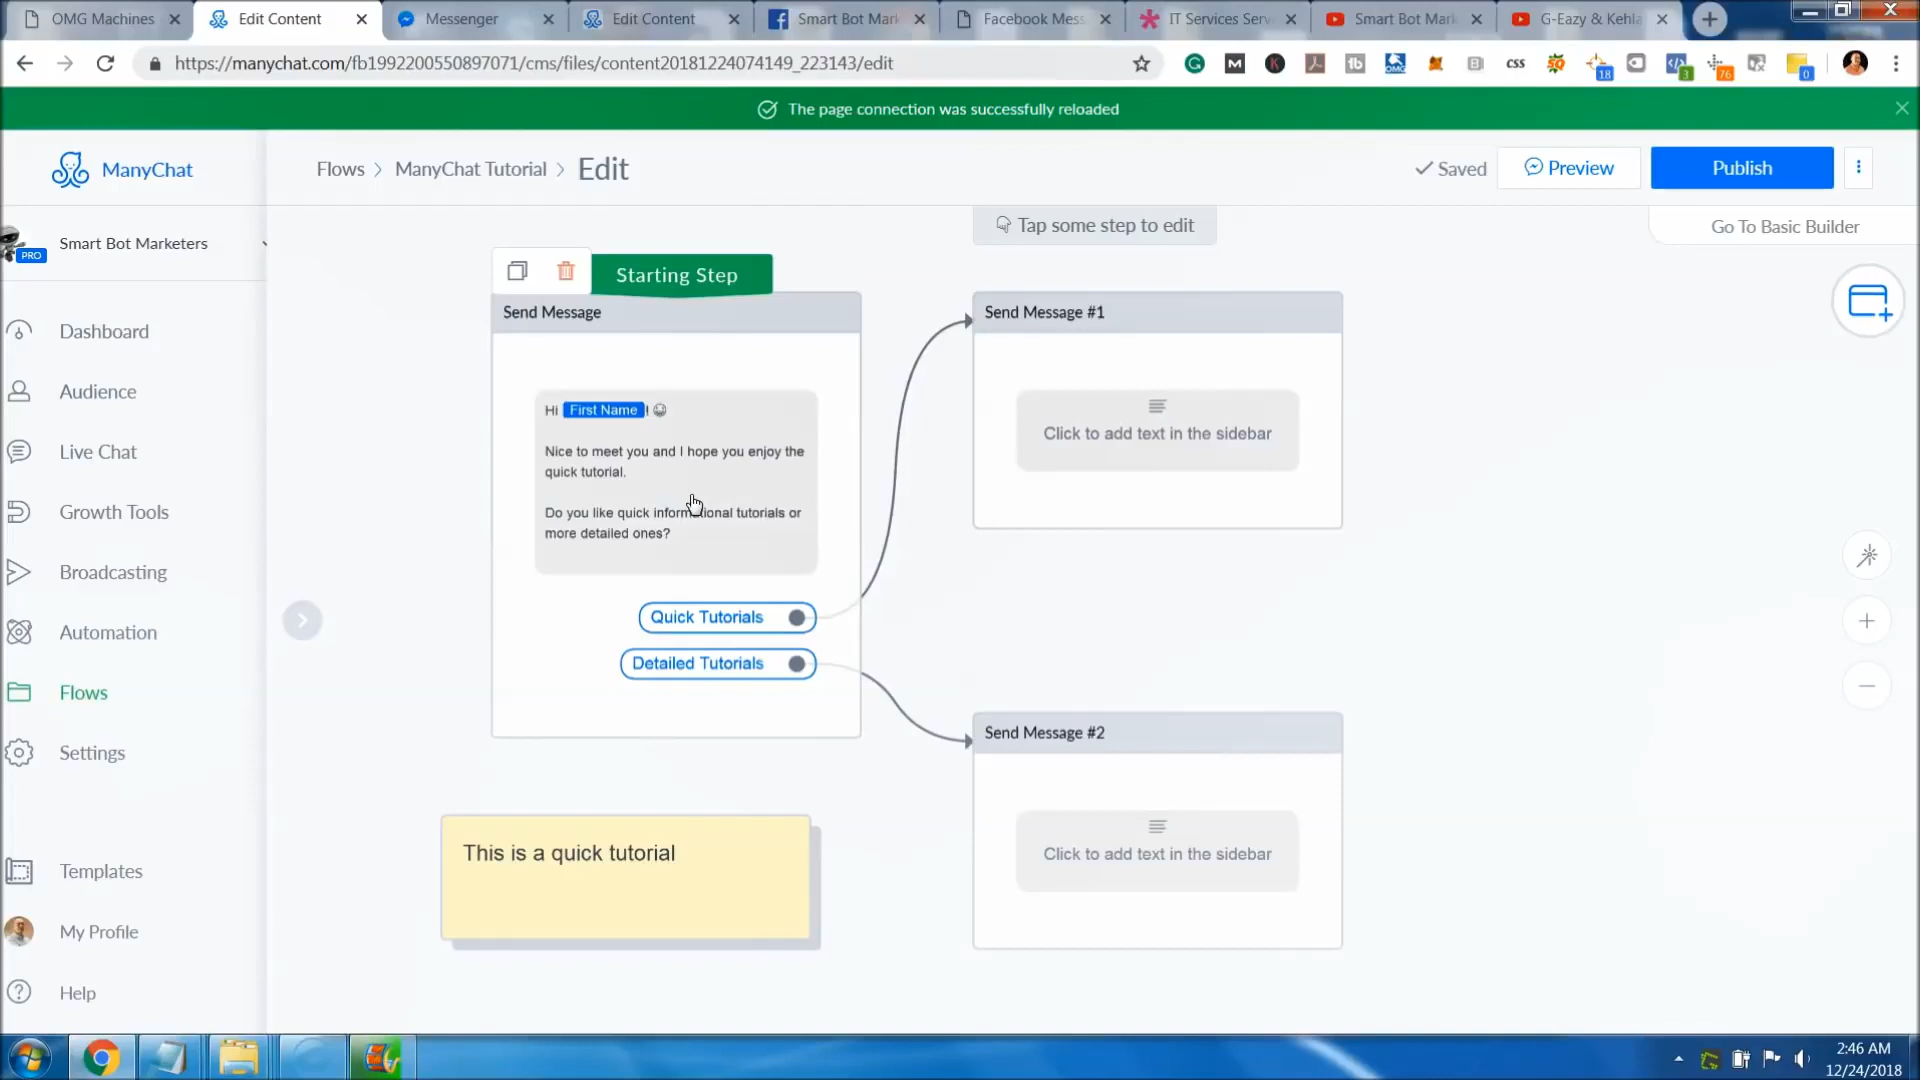 OMG Machines
Edit Content
Messenger
Edit Content
Smart Bot Mark
Facebook Mess
IT Services Serv
Smart Bot Mark
G-Eazy & Kehla
https://manychat.com/fb1992200550897071/cms/files/content20181224074149_223143/edit
css
18
3
76
0
The page connection was successfully reloaded
ManyChat
Flows > ManyChat Tutorial > Edit
Saved
Preview
Publish
Smart Bot Marketers
PRO
Tap some step to edit
Go To Basic Builder
Dashboard
Audience
Live Chat
Growth Tools
Broadcasting
Automation
Flows
Settings
Templates
My Profile
Help
Starting Step
Send Message
Hi First Name !
Nice to meet you and I hope you enjoy the
quick tutorial.
Do you like quick informational tutorials or
more detailed ones?
Quick Tutorials
Detailed Tutorials
Send Message #1
Click to add text in the sidebar
Send Message #2
Click to add text in the sidebar
This is a quick tutorial
2:46 AM
12/24/2018